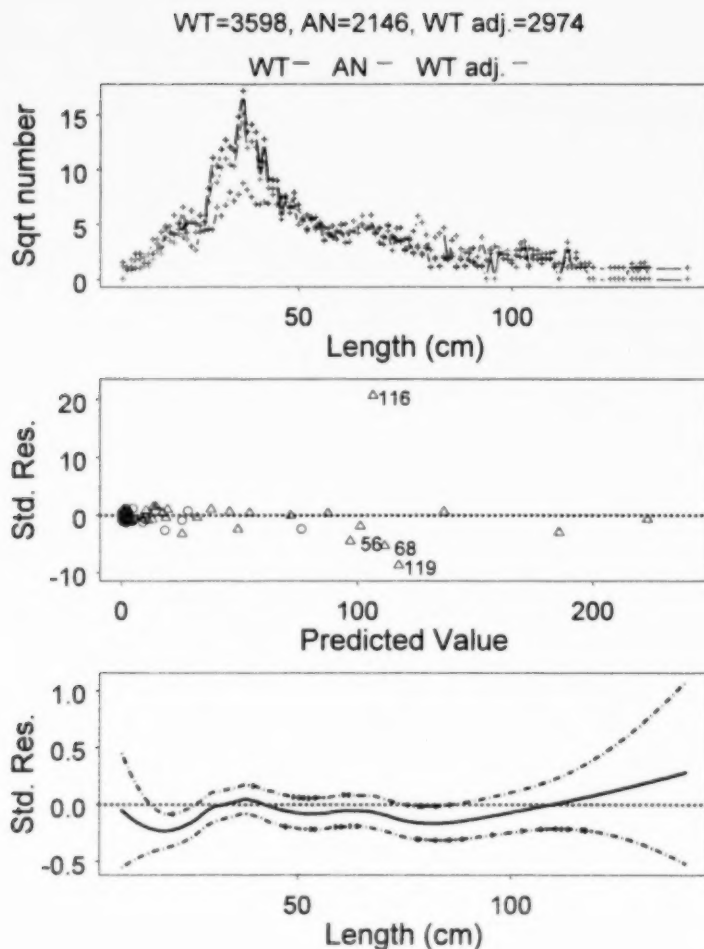 WT=3598, AN=2146, WT adj.=2974
WT AN WT adj.
Sqrt number
15
10
5
0
50 100
Length (cm)
Std. Res.
20
10
0
-10
116
56 68
119
0 100 200
Predicted Value
Std. Res.
1.0
0.5
0.0
-0.5
50 100
Length (cm)